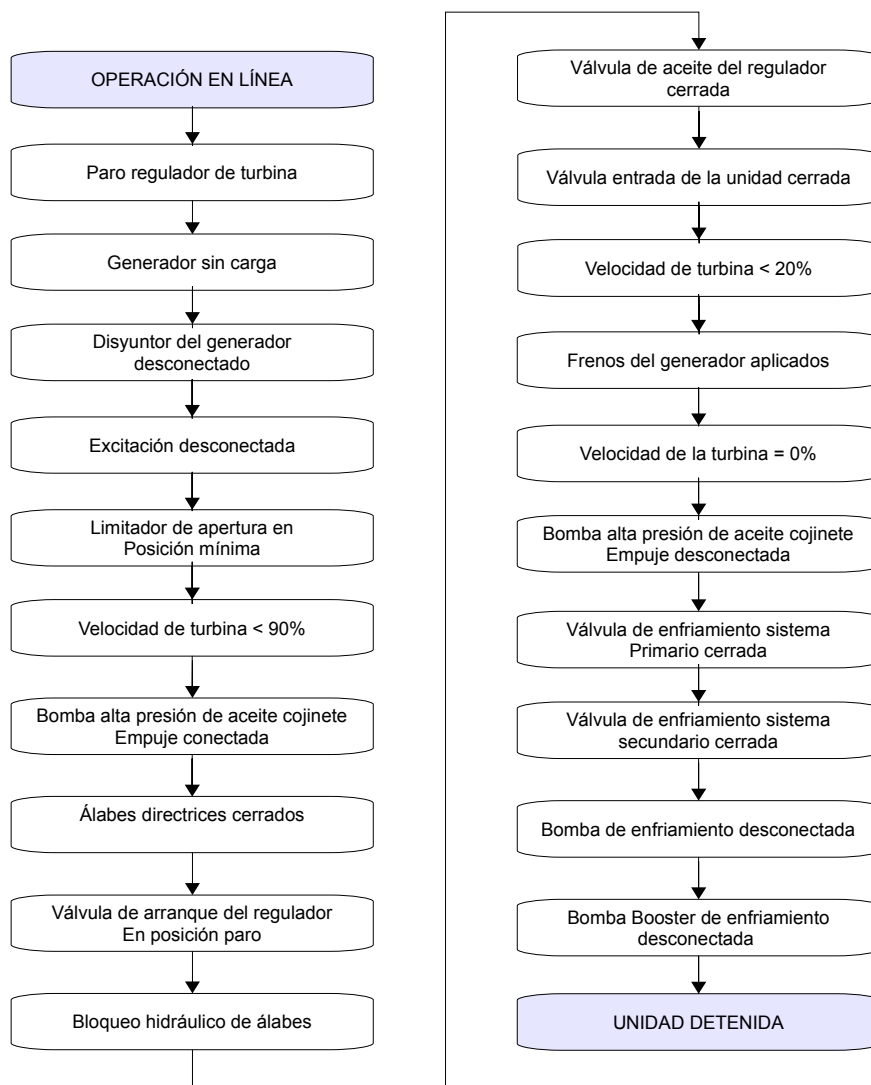 OPERACIÓN EN LÍNEA
Paro regulador de turbina
Generador sin carga
Disyuntor del generador
desconectado
Excitación desconectada
Limitador de apertura en
Posición mínima
Velocidad de turbina < 90%
Bomba alta presión de aceite cojinete
Empuje conectada
Álabes directrices cerrados
Válvula de arranque del regulador
En posición paro
Bloqueo hidráulico de álabes
Válvula de aceite del regulador
cerrada
Válvula entrada de la unidad cerrada
Velocidad de turbina < 20%
Frenos del generador aplicados
Velocidad de la turbina = 0%
Bomba alta presión de aceite cojinete
Empuje desconectada
Válvula de enfriamiento sistema
Primario cerrada
Válvula de enfriamiento sistema
secundario cerrada
Bomba de enfriamiento desconectada
Bomba Booster de enfriamiento
desconectada
UNIDAD DETENIDA